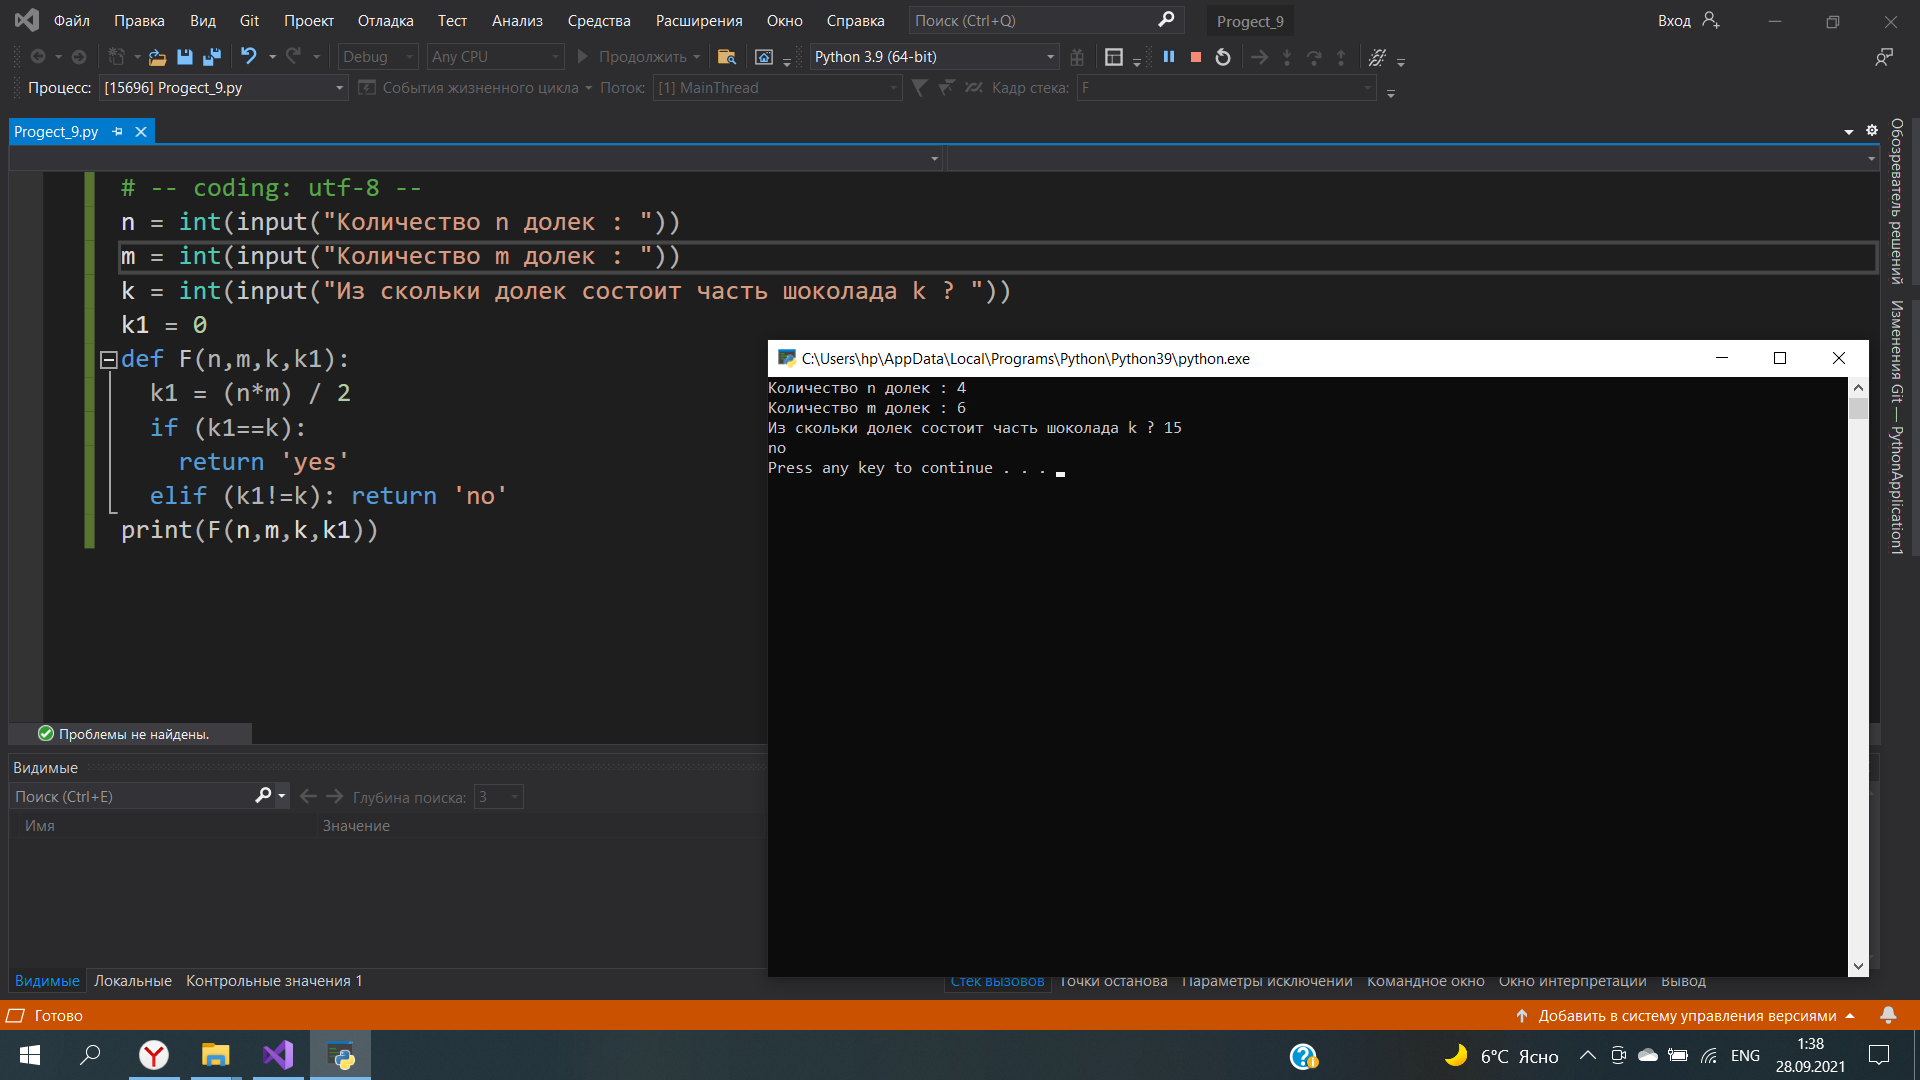 Файл Правка Вид Git Проект Отладка Тест Анализ Средства Расширения Окно Справка Поиск (Ctrl+Q) Progect_9 Вход
Debug Any CPU Продолжить Python 3.9 (64-bit)
Процесс: [15696] Progect_9.py События жизненного цикла Поток: [1] MainThread Кадр стека: F
Progect_9.py
# -- coding: utf-8 --
n = int(input("Количество n долек : "))
m = int(input("Количество m долек : "))
k = int(input("Из скольки долек состоит часть шоколада k ? "))
k1 = 0
def F(n,m,k,k1):
k1 = (n*m) / 2
if (k1==k):
return 'yes'
elif (k1!=k): return 'no'
print(F(n,m,k,k1))
C:\Users\hp\AppData\Local\Programs\Python\Python39\python.exe
Количество n долек : 4
Количество m долек : 6
Из скольки долек состоит часть шоколада k ? 15
no
Press any key to continue . . .
Обозреватель решений
Изменения Git — PythonApplication1
Проблемы не найдены.
Видимые
Поиск (Ctrl+E) Глубина поиска: 3
Имя Значение
Видимые Локальные Контрольные значения 1
Стек вызовов Точки останова Параметры исключений Командное окно Окно интерпретации Вывод
Готово Добавить в систему управления версиями
6°C Ясно ENG 1:38
28.09.2021